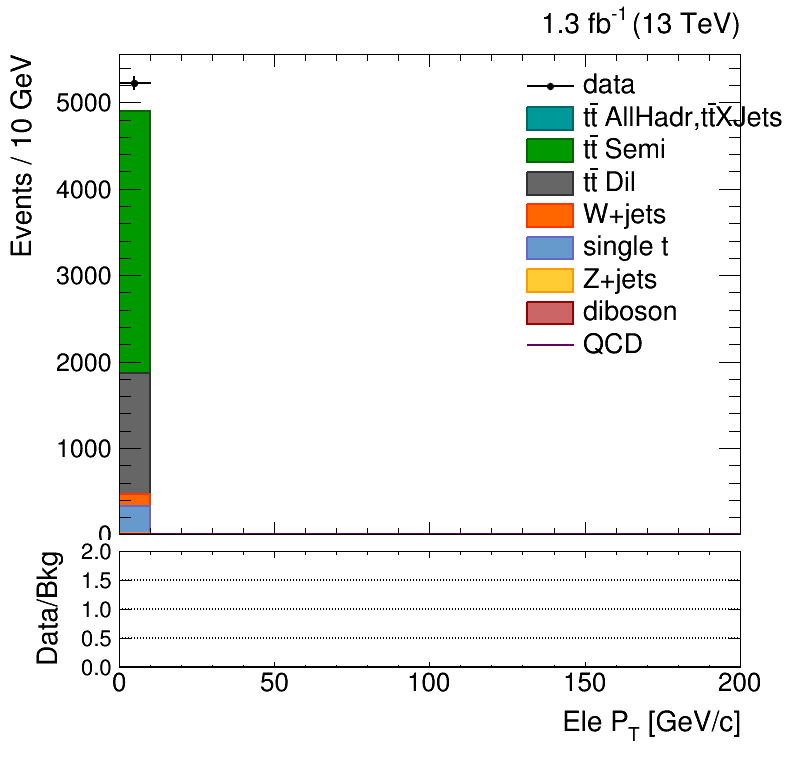 1.3 fb⁻¹ (13 TeV)
Events / 10 GeV
5000
4000
3000
2000
1000
0
data
tt̄ AllHadr,tt̄XJets
tt̄ Semi
tt̄ Dil
W+jets
single t
Z+jets
diboson
QCD
Data/Bkg
2.0
1.5
1.0
0.5
0.0
0 50 100 150 200
Ele P_T [GeV/c]